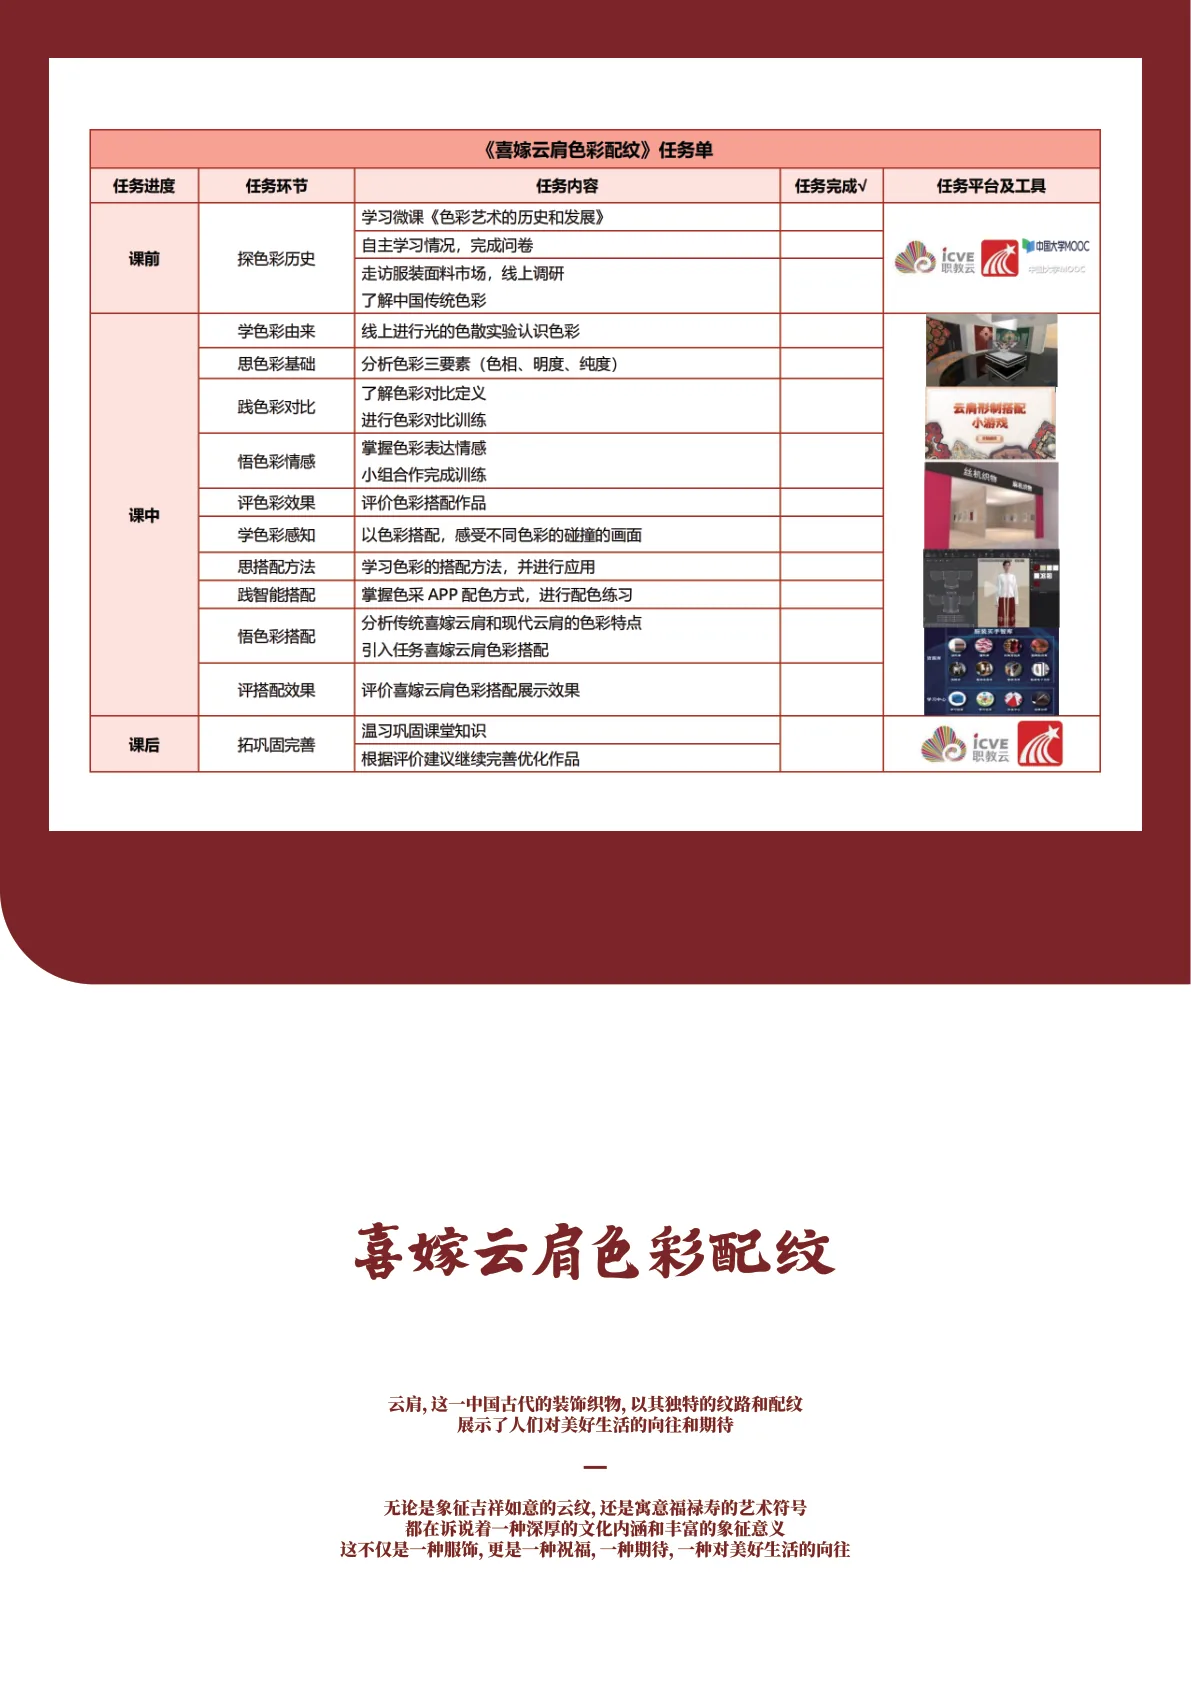 《喜嫁云肩色彩配纹》任务单
任务进度 任务环节 任务内容 任务完成√ 任务平台及工具
课前 探色彩历史 学习微课《色彩艺术的历史和发展》
自主学习情况，完成问卷
走访服装面料市场，线上调研
了解中国传统色彩
icve 职教云
中国大学MOOC
中国大学MOOC
课中
学色彩由来 线上进行光的色散实验认识色彩
思色彩基础 分析色彩三要素（色相、明度、纯度）
践色彩对比 了解色彩对比定义
进行色彩对比训练
悟色彩情感 掌握色彩表达情感
小组合作完成训练
评色彩效果 评价色彩搭配作品
学色彩感知 以色彩搭配，感受不同色彩的碰撞的画面
思搭配方法 学习色彩的搭配方法，并进行应用
践智能搭配 掌握色采 APP 配色方式，进行配色练习
悟色彩搭配 分析传统喜嫁云肩和现代云肩的色彩特点
引入任务喜嫁云肩色彩搭配
评搭配效果 评价喜嫁云肩色彩搭配展示效果
云肩形制搭配
小游戏
服装买手智库
学习中心
课后 拓巩固完善 温习巩固课堂知识
根据评价建议继续完善优化作品
icve 职教云
喜嫁云肩色彩配纹
云肩, 这一中国古代的装饰织物, 以其独特的纹路和配纹
展示了人们对美好生活的向往和期待
无论是象征吉祥如意的云纹, 还是寓意福禄寿的艺术符号
都在诉说着一种深厚的文化内涵和丰富的象征意义
这不仅是一种服饰, 更是一种祝福, 一种期待, 一种对美好生活的向往